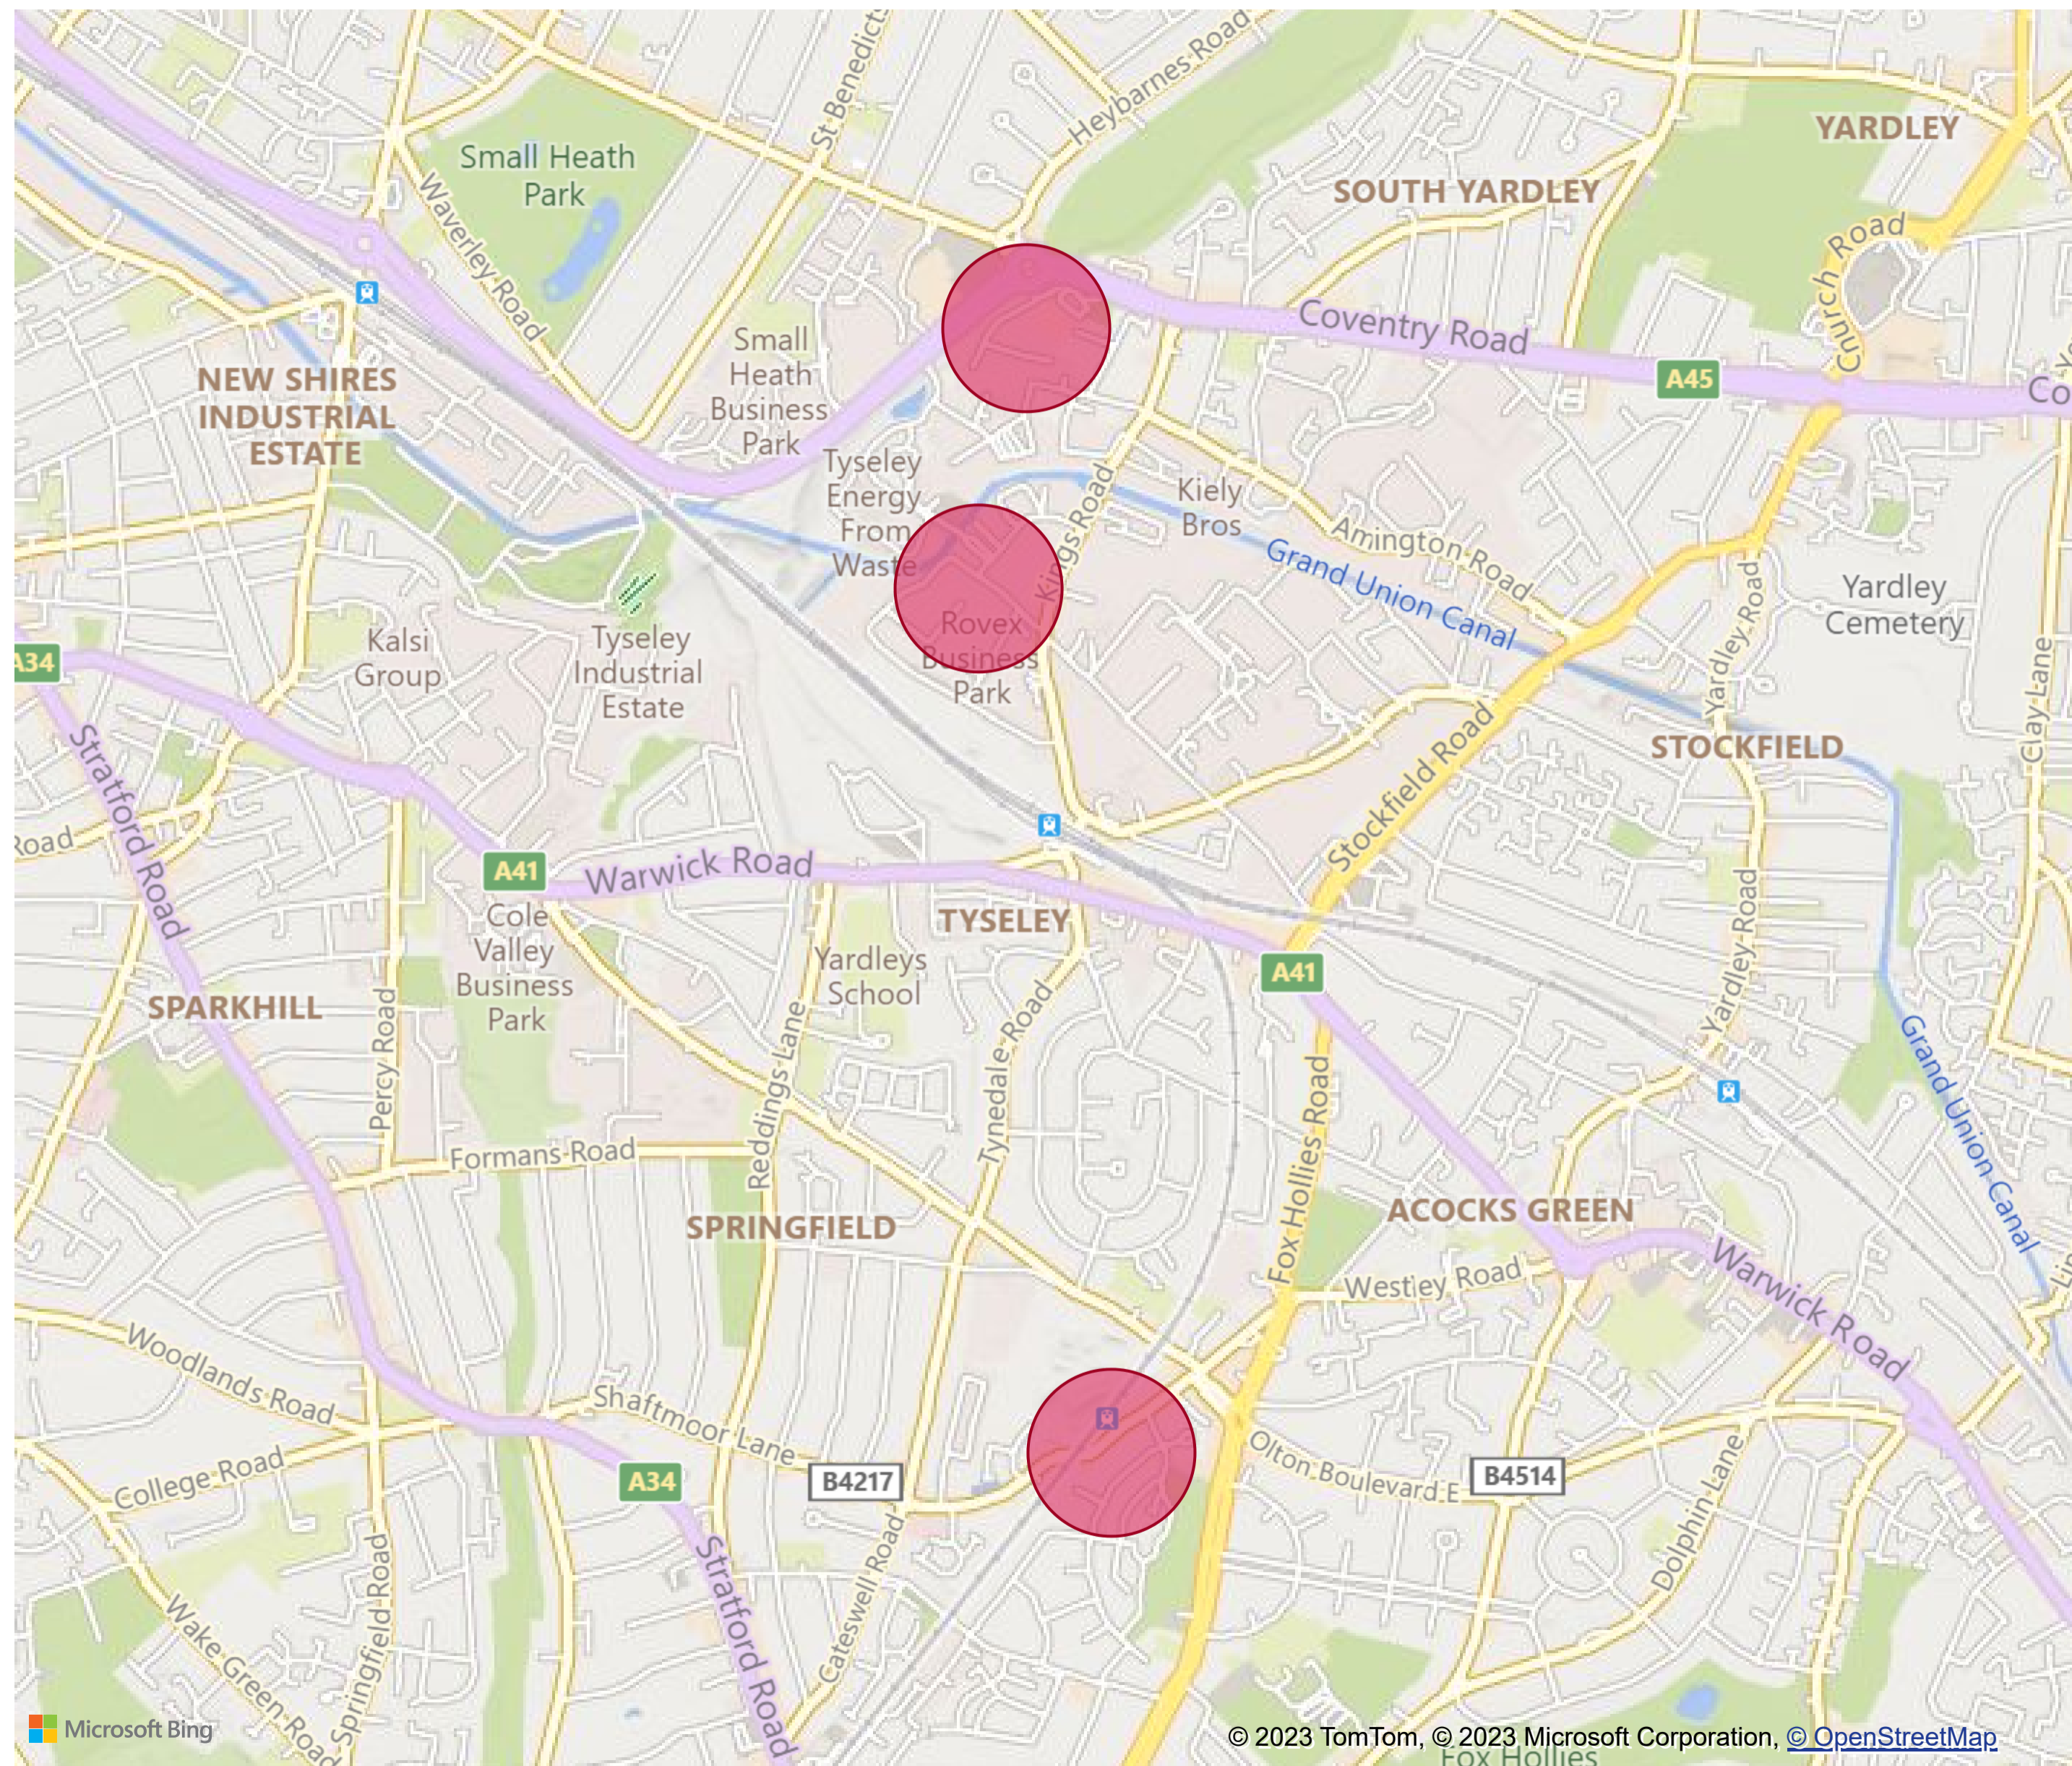 St Benedicts
Heybarnes Road
YARDLEY
Small Heath
Park
SOUTH YARDLEY
Waverley Road
Church Road
Coventry Road
Small
Heath
Business
Park
A45
Co
NEW SHIRES
INDUSTRIAL
ESTATE
Tyseley
Energy
From
Waste
Kings Road
Kiely
Bros
Amington Road
Grand Union Canal
Yardley
Cemetery
Yardley Road
Clay Lane
Kalsi
Group
Tyseley
Industrial
Estate
Rovex
Business
Park
A34
STOCKFIELD
Stratford Road
Stockfield Road
Road
A41
Warwick Road
Cole
Valley
Business
Park
TYSELEY
Yardleys
School
A41
Yardley Road
SPARKHILL
Percy Road
Reddings Lane
Tynedale Road
Grand Union Canal
Fox Hollies Road
Formans Road
SPRINGFIELD
ACOCKS GREEN
Westley Road
Warwick Road
Lin
Woodlands Road
Shaftmoor Lane
College Road
A34
B4217
Olton Boulevard E
B4514
Dolphin Lane
Stratford Road
Cateswell Road
Springfield Road
Wake Green Road
Microsoft Bing
© 2023 TomTom, © 2023 Microsoft Corporation, © OpenStreetMap
Fox Hollies